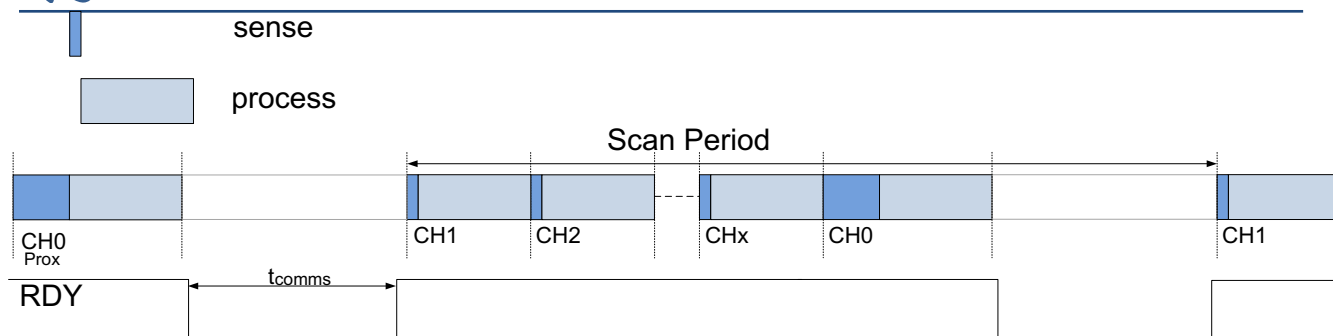 sense
process
Scan Period
CH0
Prox
CH1
CH2
CHx
CH0
CH1
RDY
tcomms